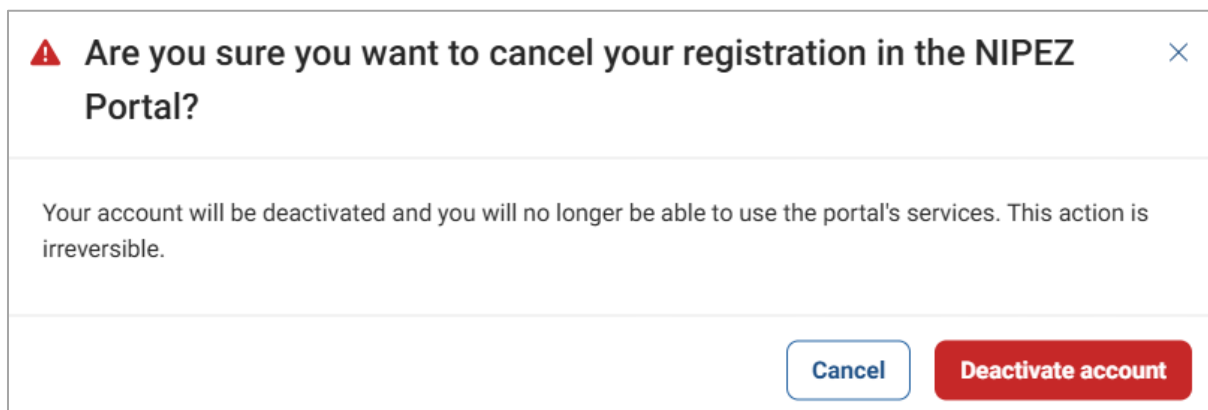 Are you sure you want to cancel your registration in the NIPEZ
Portal?
Your account will be deactivated and you will no longer be able to use the portal's services. This action is
irreversible.
Cancel
Deactivate account